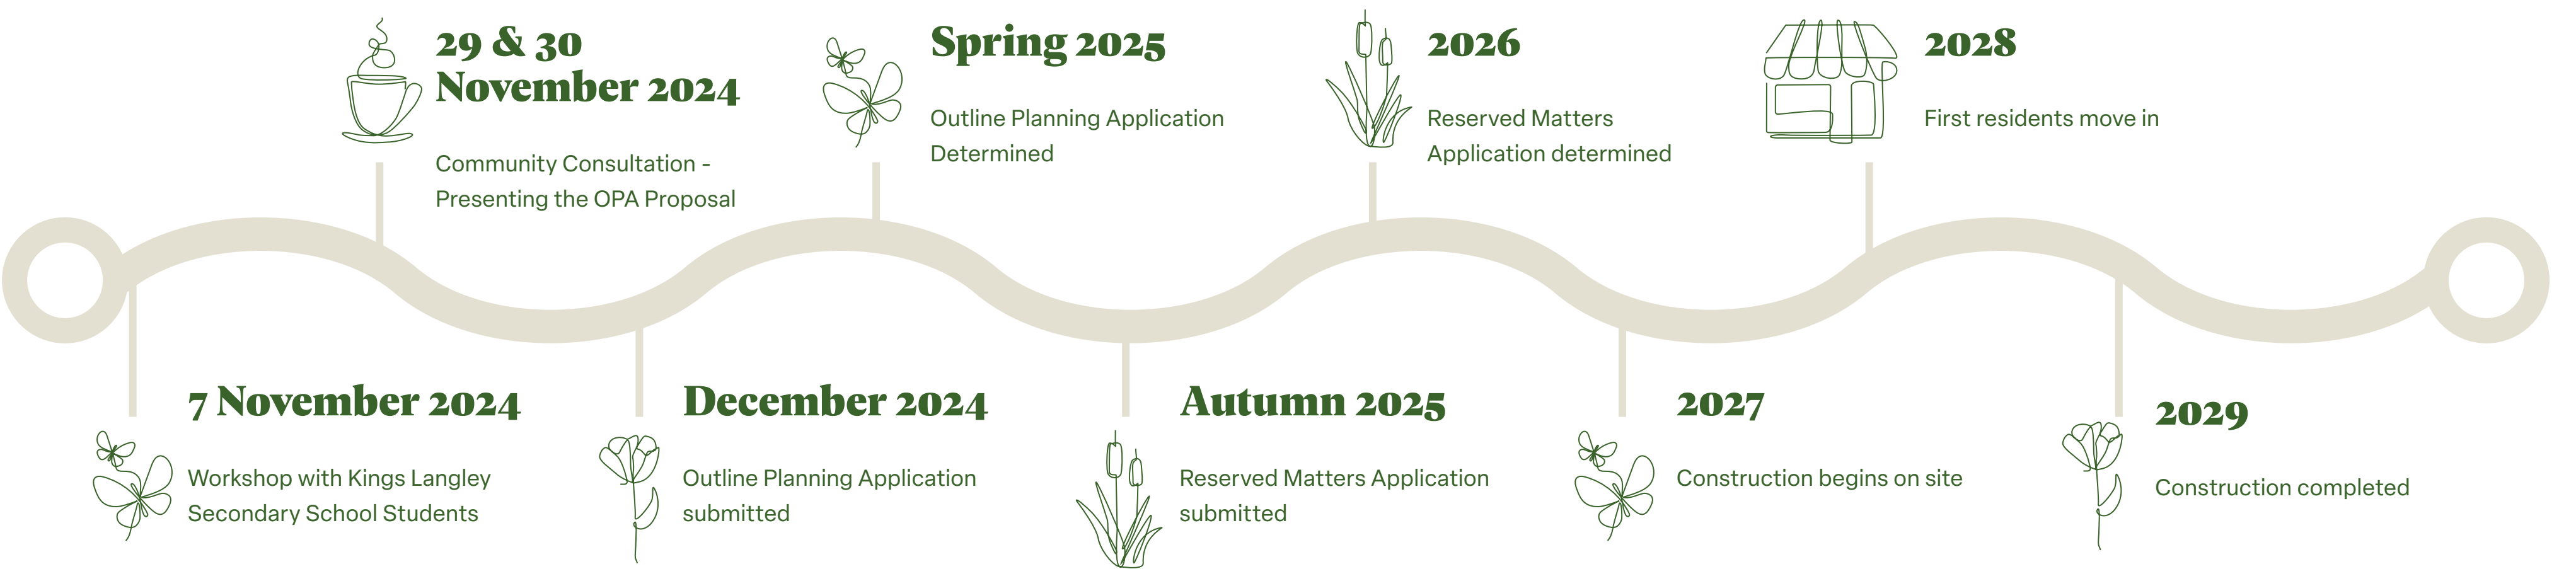 29 & 30
November 2024
Community Consultation -
Presenting the OPA Proposal
Spring 2025
Outline Planning Application
Determined
2026
Reserved Matters
Application determined
2028
First residents move in
7 November 2024
Workshop with Kings Langley
Secondary School Students
December 2024
Outline Planning Application
submitted
Autumn 2025
Reserved Matters Application
submitted
2027
Construction begins on site
2029
Construction completed